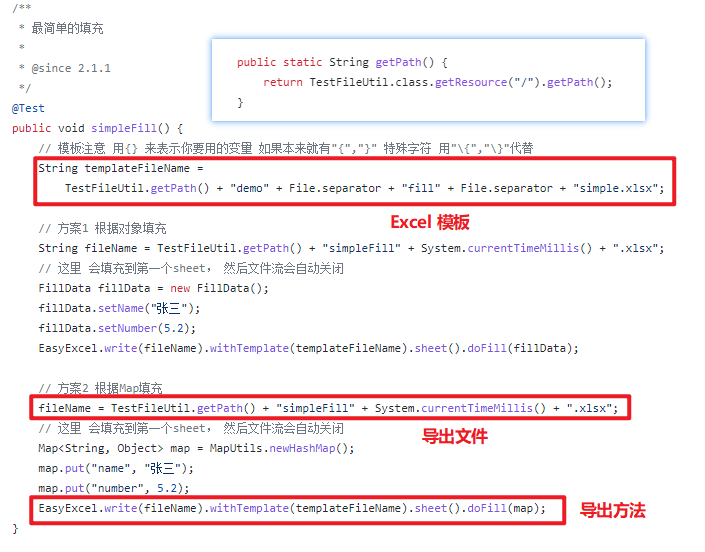 /**
 * 最简单的填充
 *
 * @since 2.1.1
 */
@Test
public void simpleFill() {
    // 模板注意 用{} 来表示你要用的变量 如果本来就有"{","}" 特殊字符 用"\{","\}"代替
    String templateFileName =
        TestFileUtil.getPath() + "demo" + File.separator + "fill" + File.separator + "simple.xlsx";
Excel 模板
    // 方案1 根据对象填充
    String fileName = TestFileUtil.getPath() + "simpleFill" + System.currentTimeMillis() + ".xlsx";
    // 这里 会填充到第一个sheet， 然后文件流会自动关闭
    FillData fillData = new FillData();
    fillData.setName("张三");
    fillData.setNumber(5.2);
    EasyExcel.write(fileName).withTemplate(templateFileName).sheet().doFill(fillData);
    // 方案2 根据Map填充
    fileName = TestFileUtil.getPath() + "simpleFill" + System.currentTimeMillis() + ".xlsx";
导出文件
    // 这里 会填充到第一个sheet， 然后文件流会自动关闭
    Map<String, Object> map = MapUtils.newHashMap();
    map.put("name", "张三");
    map.put("number", 5.2);
    EasyExcel.write(fileName).withTemplate(templateFileName).sheet().doFill(map);
导出方法
}
public static String getPath() {
    return TestFileUtil.class.getResource("/").getPath();
}